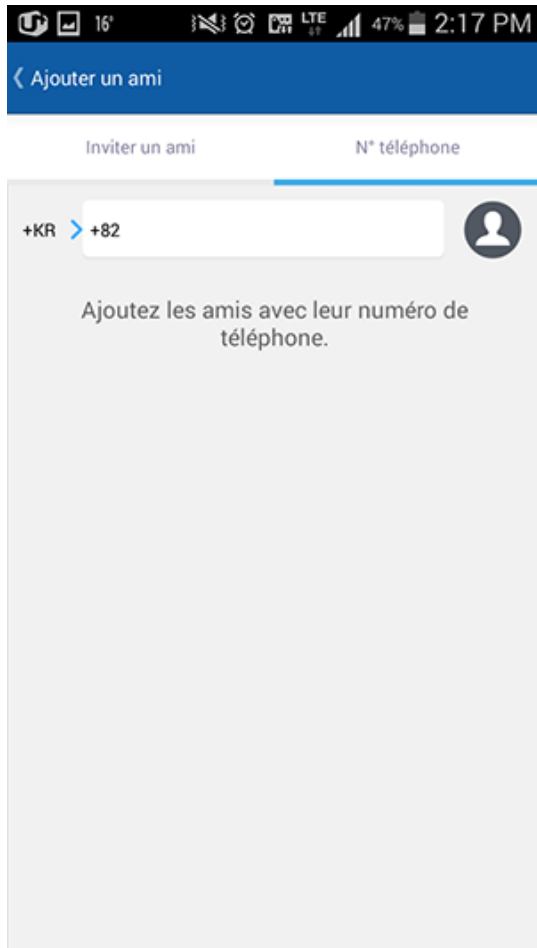 16° LTE 47% 2:17 PM
Ajouter un ami
Inviter un ami N° téléphone
+KR +82
Ajoutez les amis avec leur numéro de
téléphone.